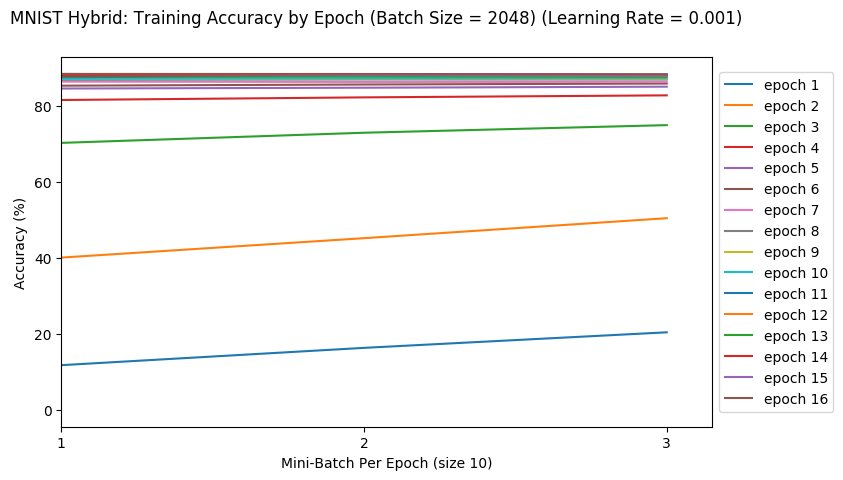 MNIST Hybrid: Training Accuracy by Epoch (Batch Size = 2048) (Learning Rate = 0.001)
Accuracy (%)
80
60
40
20
0
1
2
3
Mini-Batch Per Epoch (size 10)
epoch 1
epoch 2
epoch 3
epoch 4
epoch 5
epoch 6
epoch 7
epoch 8
epoch 9
epoch 10
epoch 11
epoch 12
epoch 13
epoch 14
epoch 15
epoch 16